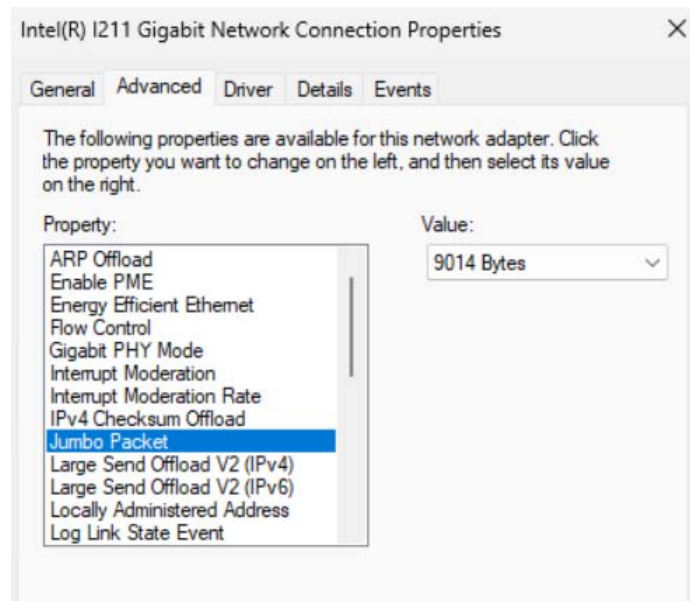 Intel(R) I211 Gigabit Network Connection Properties
General Advanced Driver Details Events
The following properties are available for this network adapter. Click
the property you want to change on the left, and then select its value
on the right.
Property:
Value:
ARP Offload
Enable PME
Energy Efficient Ethernet
Flow Control
Gigabit PHY Mode
Interrupt Moderation
Interrupt Moderation Rate
IPv4 Checksum Offload
Jumbo Packet
Large Send Offload V2 (IPv4)
Large Send Offload V2 (IPv6)
Locally Administered Address
Log Link State Event
9014 Bytes